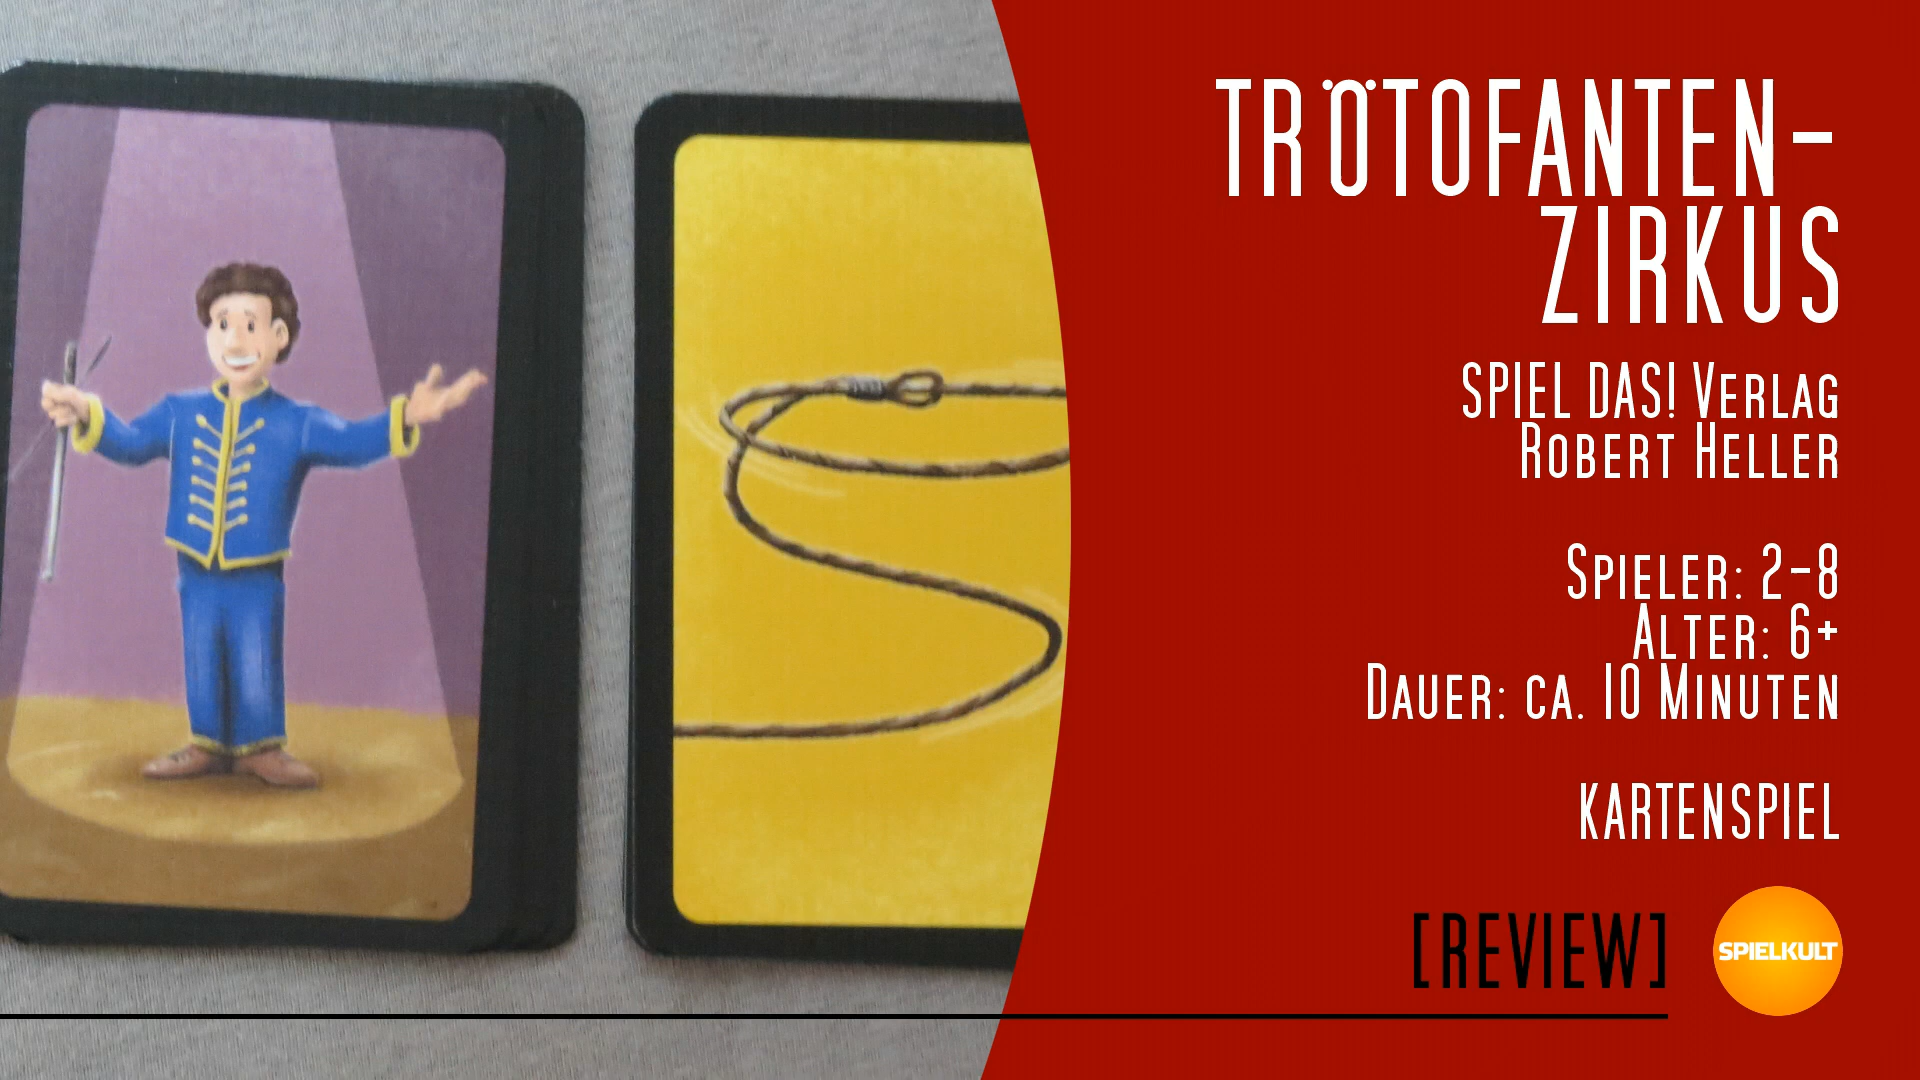 TRÖTOFANTEN-
ZIRKUS
SPIEL DAS! VERLAG
ROBERT HELLER
SPIELER: 2-8
ALTER: 6+
DAUER: CA. 10 MINUTEN
KARTENSPIEL
[REVIEW]
SPIELKULT